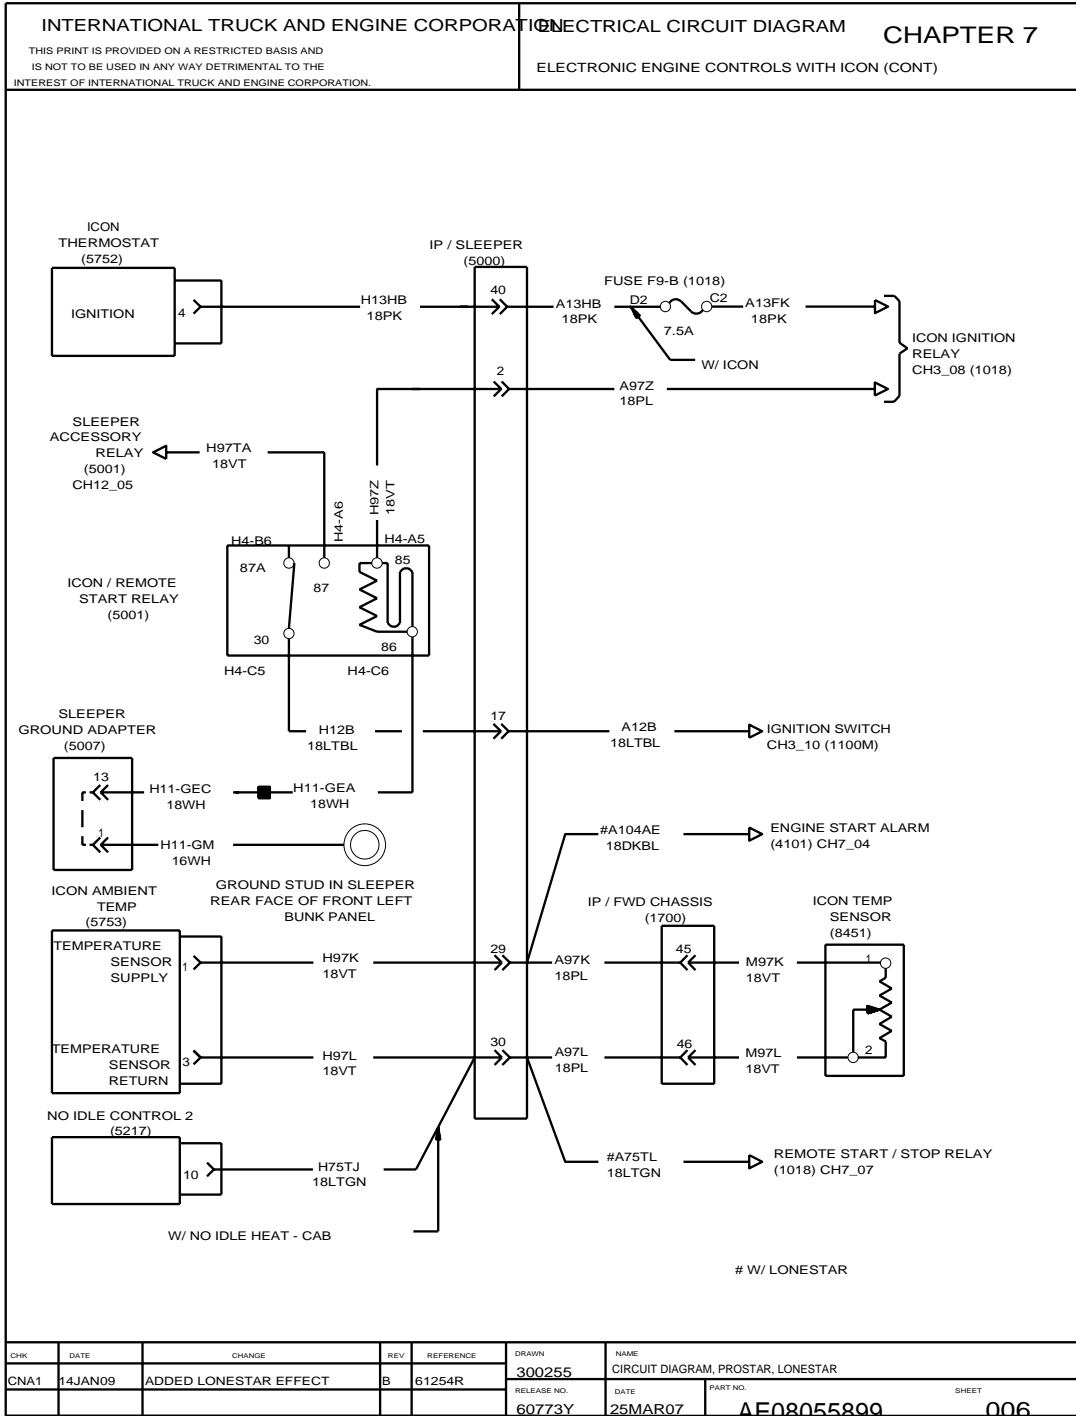 INTERNATIONAL TRUCK AND ENGINE CORPORATION
THIS PRINT IS PROVIDED ON A RESTRICTED BASIS AND
IS NOT TO BE USED IN ANY WAY DETRIMENTAL TO THE
INTEREST OF INTERNATIONAL TRUCK AND ENGINE CORPORATION.
ELECTRICAL CIRCUIT DIAGRAM
CHAPTER 7
ELECTRONIC ENGINE CONTROLS WITH ICON (CONT)
ICON
THERMOSTAT
(5752)
IGNITION
4
H13HB
18PK
IP / SLEEPER
(5000)
40
A13HB
18PK
FUSE F9-B (1018)
D2
C2
7.5A
W/ ICON
A13FK
18PK
ICON IGNITION
RELAY
CH3_08 (1018)
2
A97Z
18PL
SLEEPER
ACCESSORY
RELAY
(5001)
CH12_05
H97TA
18VT
H4-A6
H97Z
18VT
H4-B6
H4-A5
87A
87
85
ICON / REMOTE
START RELAY
(5001)
30
86
H4-C5
H4-C6
17
H12B
18LTBL
A12B
18LTBL
IGNITION SWITCH
CH3_10 (1100M)
SLEEPER
GROUND ADAPTER
(5007)
13
H11-GEC
18WH
H11-GEA
18WH
1
H11-GM
16WH
GROUND STUD IN SLEEPER
REAR FACE OF FRONT LEFT
BUNK PANEL
#A104AE
18DKBL
ENGINE START ALARM
(4101) CH7_04
ICON AMBIENT
TEMP
(5753)
TEMPERATURE
SENSOR
SUPPLY
1
H97K
18VT
29
A97K
18PL
IP / FWD CHASSIS
(1700)
45
M97K
18VT
ICON TEMP
SENSOR
(8451)
1
TEMPERATURE
SENSOR
RETURN
3
H97L
18VT
30
A97L
18PL
46
M97L
18VT
2
NO IDLE CONTROL 2
(5217)
10
H75TJ
18LTGN
#A75TL
18LTGN
REMOTE START / STOP RELAY
(1018) CH7_07
W/ NO IDLE HEAT - CAB
# W/ LONESTAR
CHK
DATE
CHANGE
REV
REFERENCE
CNA1
14JAN09
ADDED LONESTAR EFFECT
B
61254R
DRAWN
300255
NAME
CIRCUIT DIAGRAM, PROSTAR, LONESTAR
RELEASE NO.
60773Y
DATE
25MAR07
PART NO.
AE08055899
SHEET
006